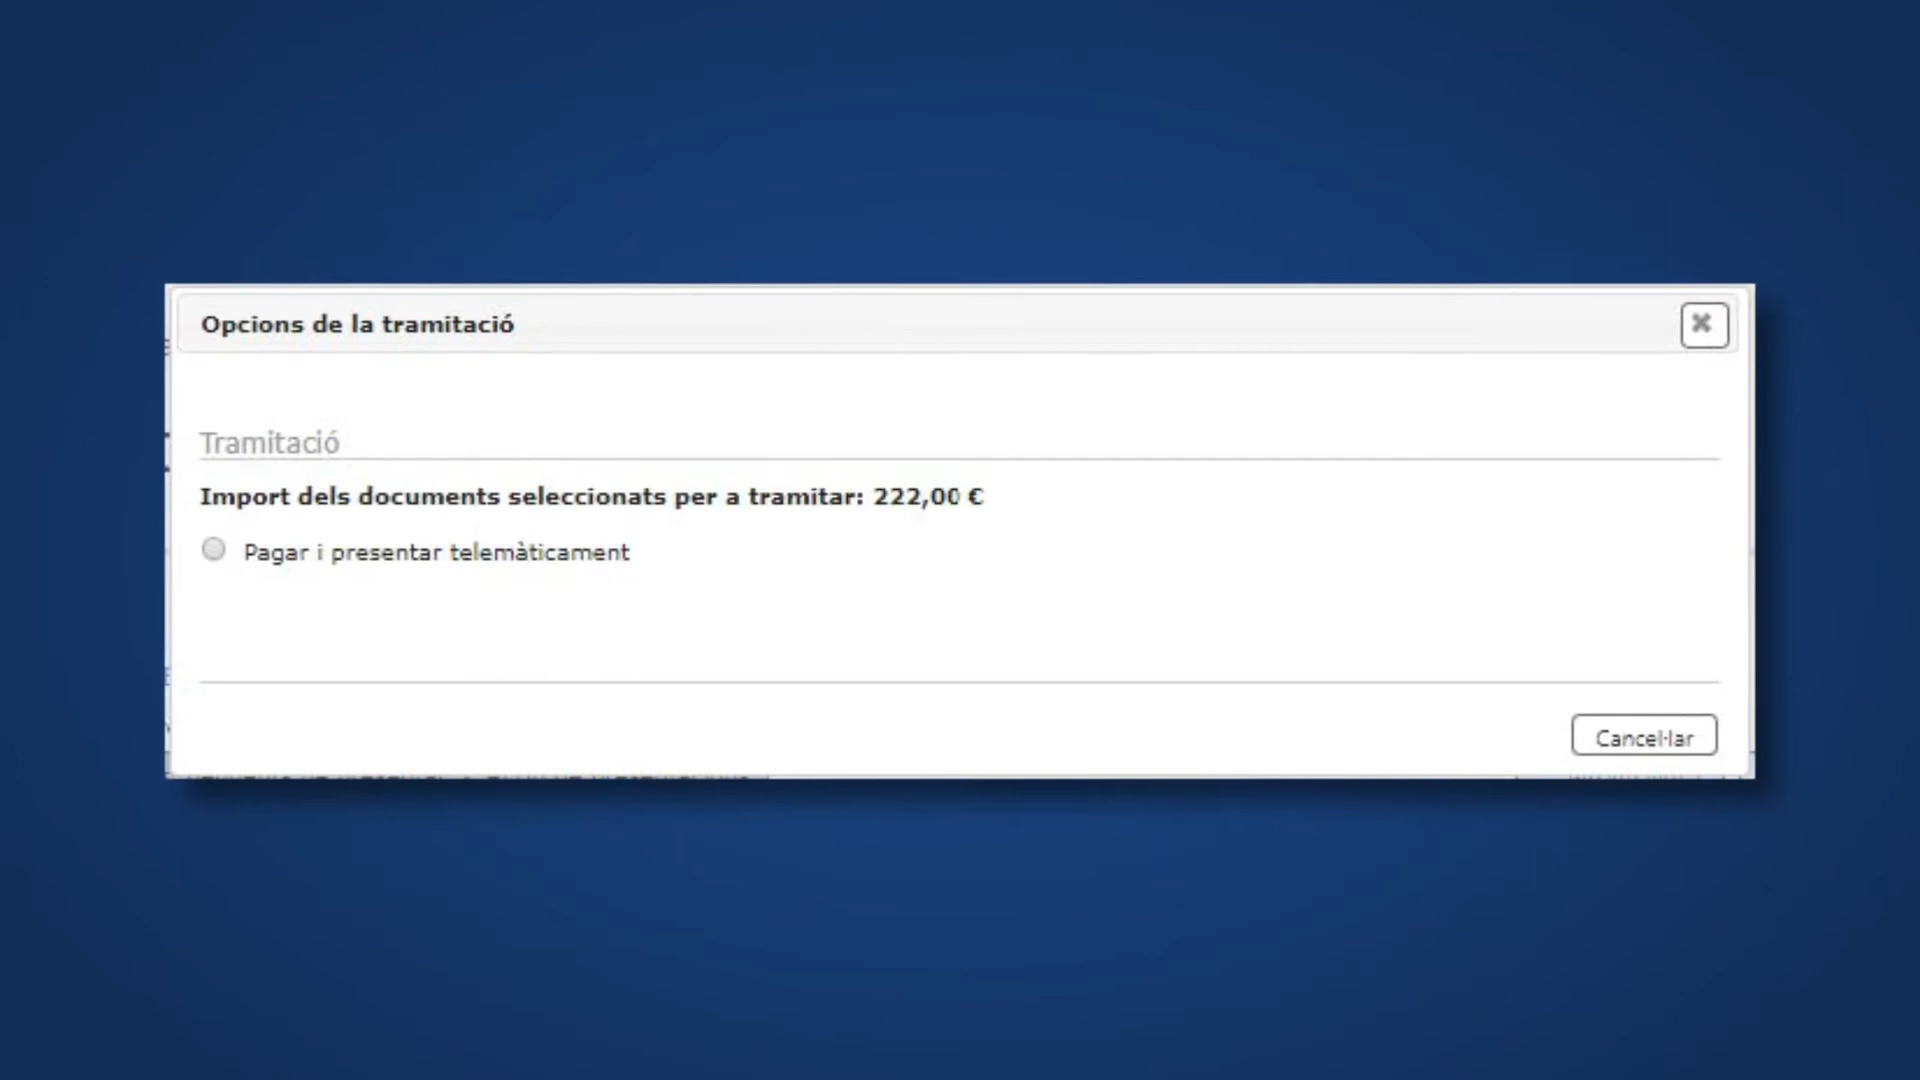 Opcions de la tramitació
Tramitació
Import dels documents seleccionats per a tramitar: 222,00 €
Pagar i presentar telemàticament
Cancel·lar